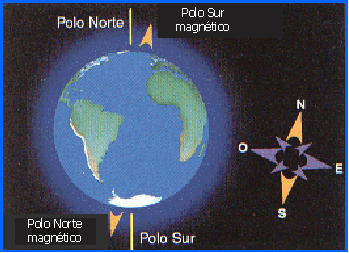 Polo Norte
Polo Sur
magnético
N
O
E
S
Polo Norte
magnético
Polo Sur